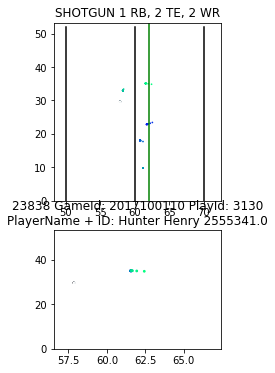 SHOTGUN 1 RB, 2 TE, 2 WR
50
40
30
20
10
0
50 55 60 65 70
GameId: 2017100110 PlayId: 3130
PlayerName + ID: Hunter Henry 2555341.0
40
20
0
57.5 60.0 62.5 65.0